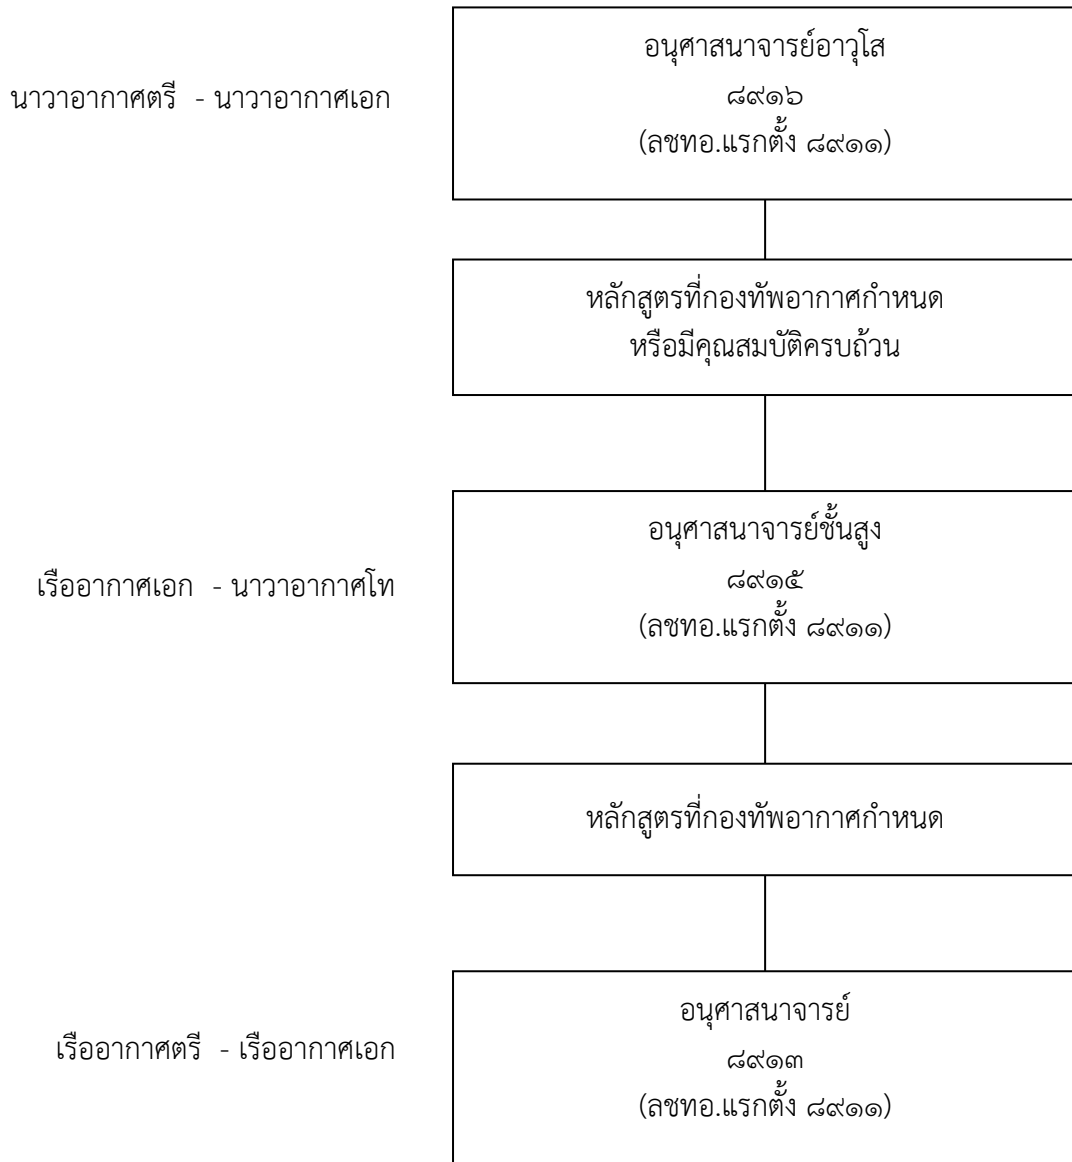 อนุศาสนาจารย์อาวุโส
นาวาอากาศตรี - นาวาอากาศเอก
๘๙๑๖
(ลชทอ.แรกตั้ง ๘๙๑๑)
หลักสูตรที่กองทัพอากาศกำหนด
หรือมีคุณสมบัติครบถ้วน
อนุศาสนาจารย์ชั้นสูง
เรืออากาศเอก - นาวาอากาศโท
๘๙๑๕
(ลชทอ.แรกตั้ง ๘๙๑๑)
หลักสูตรที่กองทัพอากาศกำหนด
อนุศาสนาจารย์
เรืออากาศตรี - เรืออากาศเอก
๘๙๑๓
(ลชทอ.แรกตั้ง ๘๙๑๑)